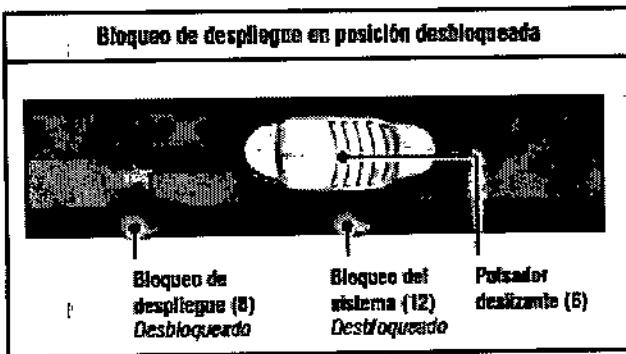 Bloqueo de despliegue en posición desbloqueada
Bloqueo de
despliegue (8)
Desbloqueado
Bloqueo del
sistema (12)
Desbloqueado
Pulsador
deslizante (6)